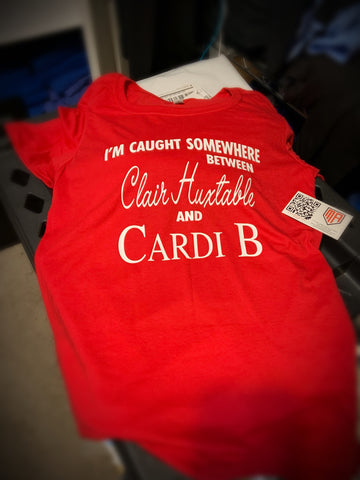 I'M CAUGHT SOMEWHERE
BETWEEN
Clair Huxtable
AND
CARDI B